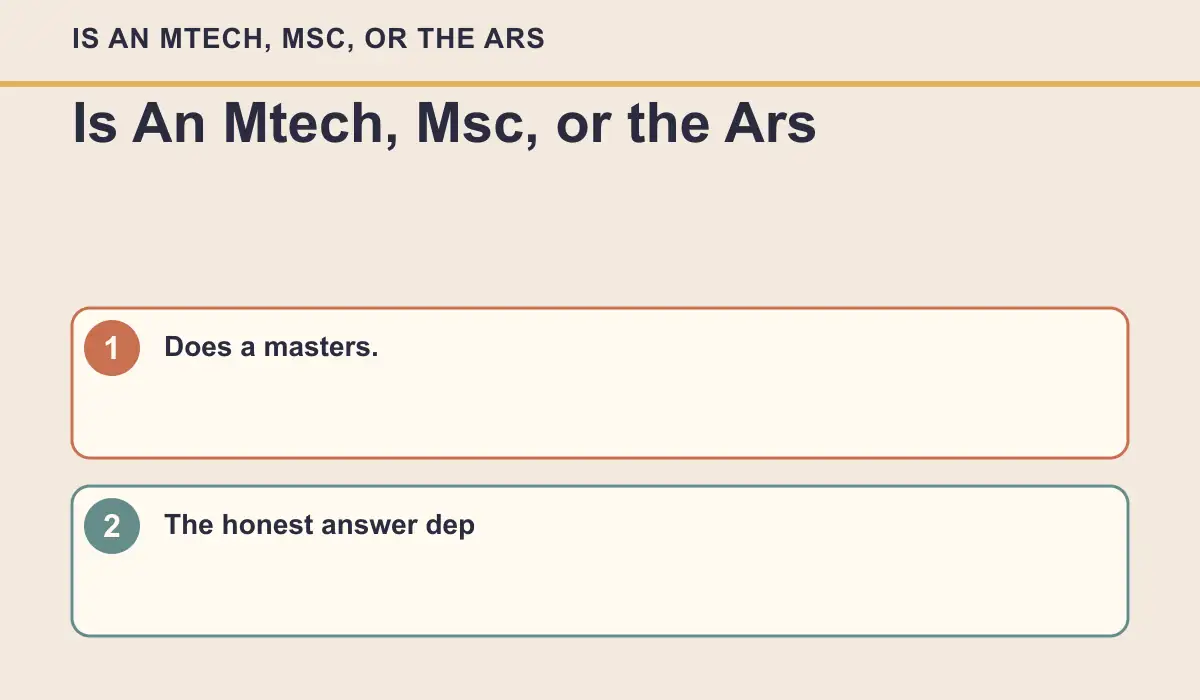 IS AN MTECH, MSC, OR THE ARS
Is An Mtech, Msc, or the Ars
1 Does a masters.
2 The honest answer dep